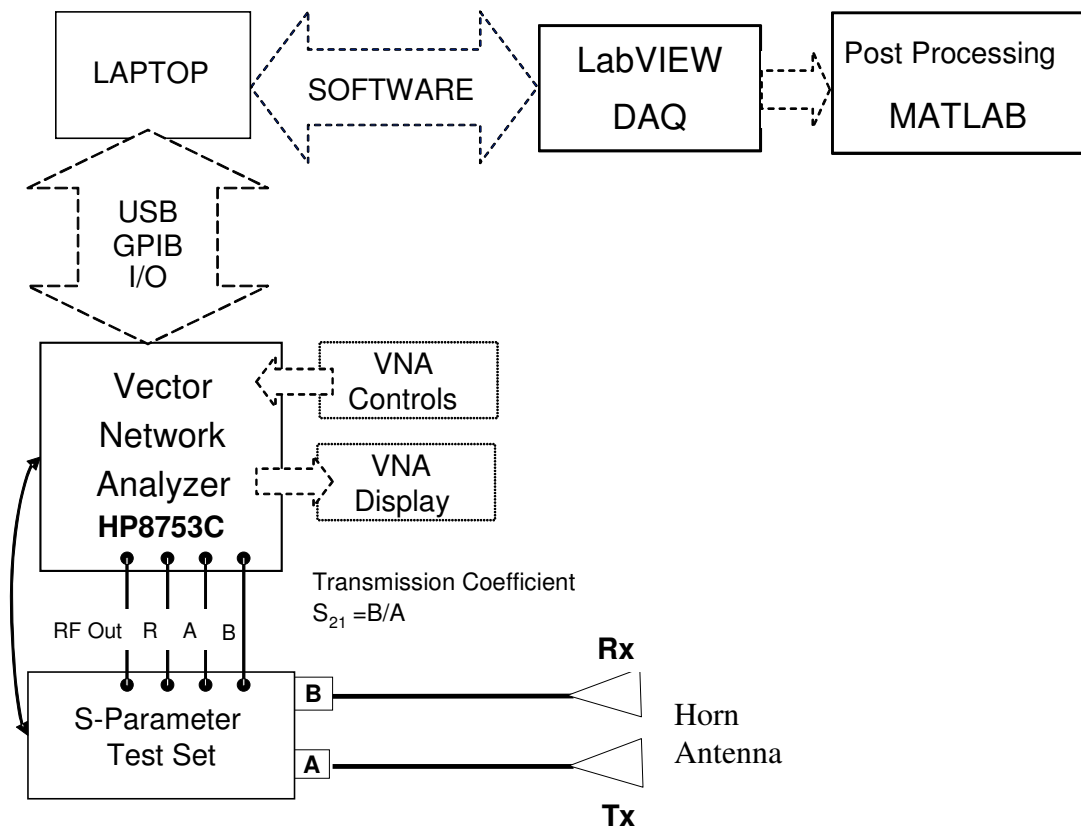 LAPTOP
SOFTWARE
LabVIEW
DAQ
Post Processing
MATLAB
USB
GPIB
I/O
Vector
Network
Analyzer
HP8753C
VNA
Controls
VNA
Display
Transmission Coefficient
S21 =B/A
RF Out R A B
S-Parameter
Test Set
B
A
Rx
Horn
Antenna
Tx